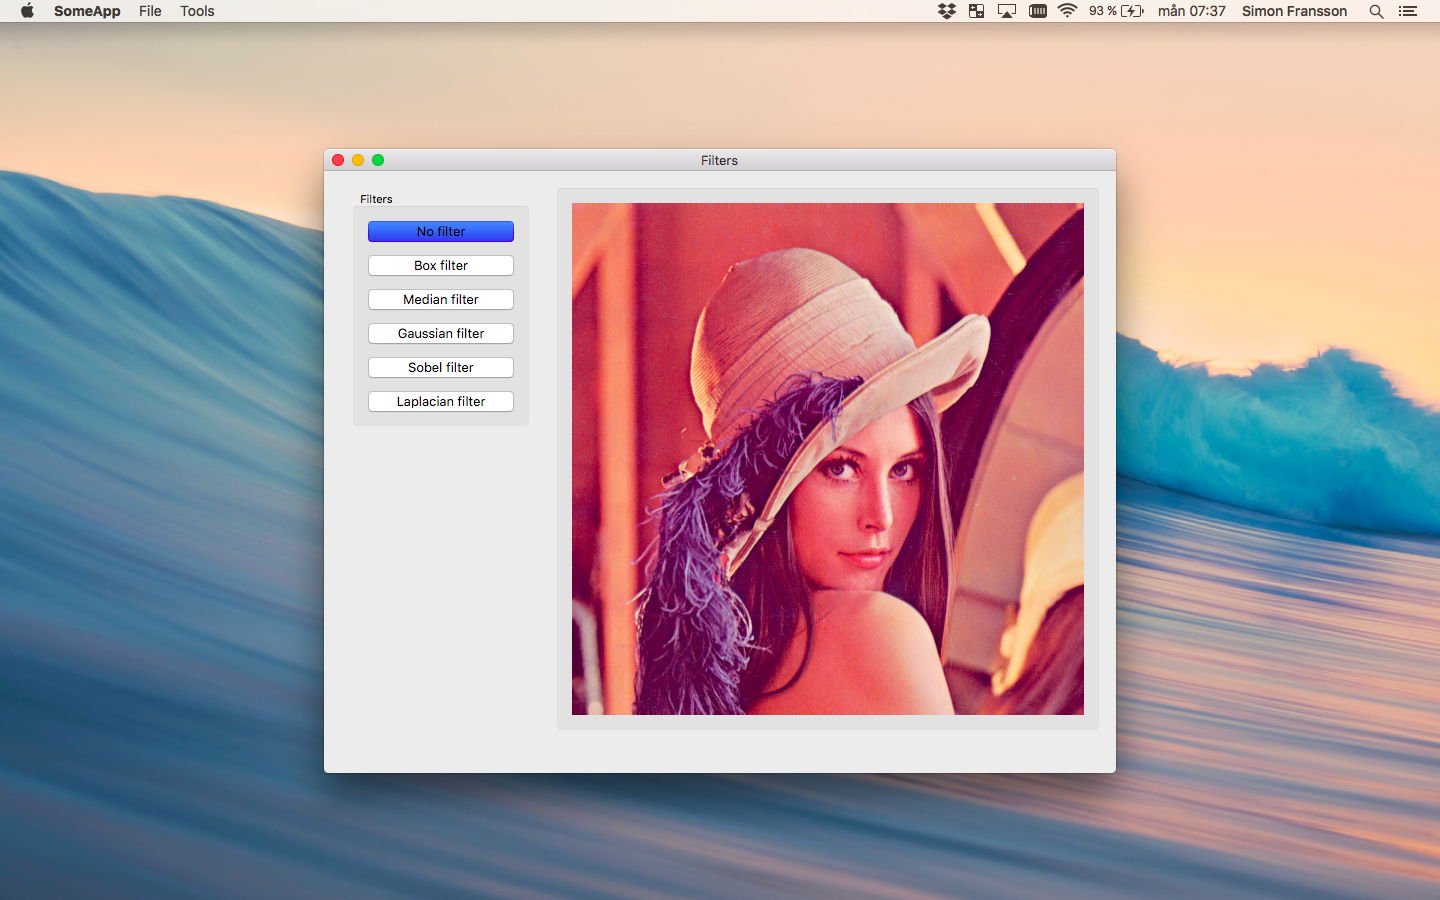 SomeApp File Tools 93 % mån 07:37 Simon Fransson
Filters
Filters
No filter
Box filter
Median filter
Gaussian filter
Sobel filter
Laplacian filter